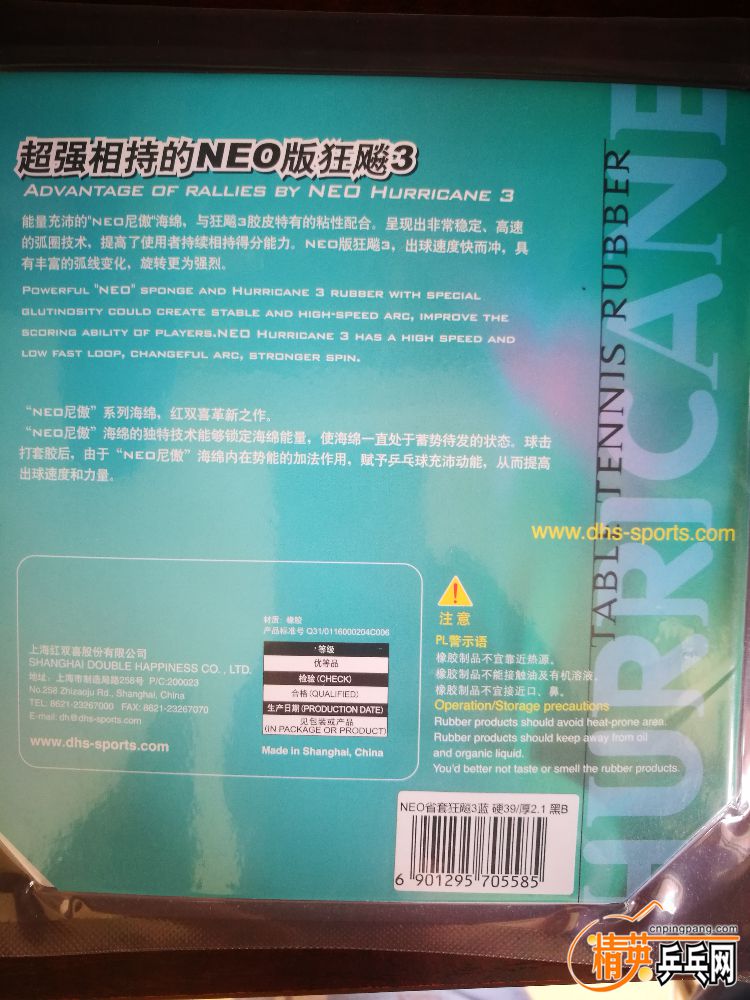 超强相持的NEO版狂飚3
ADVANTAGE OF RALLIES BY NEO HURRICANE 3
能量充沛的"NEO尼傲"海绵，与狂飚3胶皮特有的粘性配合。呈现出非常稳定、高速
的弧圈技术，提高了使用者持续相持得分能力。NEO版狂飚3，出球速度快而冲，具
有丰富的弧线变化，旋转更为强烈。
POWERFUL "NEO" SPONGE AND HURRICANE 3 RUBBER WITH SPECIAL
GLUTINOSITY COULD CREATE STABLE AND HIGH-SPEED ARC, IMPROVE THE
SCORING ABILITY OF PLAYERS.NEO HURRICANE 3 HAS A HIGH SPEED AND
LOW FAST LOOP, CHANGEFUL ARC, STRONGER SPIN.
“NEO尼傲”系列海绵，红双喜革新之作。
“NEO尼傲”海绵的独特技术能够锁定海绵能量，使海绵一直处于蓄势待发的状态。球击
打套胶后，由于“NEO尼傲”海绵内在势能的加法作用，赋予乒乓球充沛动能，从而提高
出球速度和力量。
HURRICANE
TABLE TENNIS RUBBER
www.dhs-sports.com
上海红双喜股份有限公司
SHANGHAI DOUBLE HAPPINESS CO., LTD.
地址：上海市制造局路258号 P/C:200023
No.258 Zhizaoju Rd., Shanghai, China
TEL: 8621-23267000 FAX: 8621-23267070
E-mail: dh@dhs-sports.com
www.dhs-sports.com
材质：橡胶
产品标准号 Q31/0116000204C006
·等级
优等品
检验(CHECK)
合格(QUALIFIED)
生产日期(PRODUCTION DATE)
见包装或产品
(IN PACKAGE OR PRODUCT)
Made in Shanghai, China
注意
PL警示语
橡胶制品不宜靠近热源。
橡胶制品不能接触油及有机溶液。
橡胶制品不宜接近口、鼻。
Operation/Storage precautions
Rubber products should avoid heat-prone area.
Rubber products should keep away from oil
and organic liquid.
You'd better not taste or smell the rubber products.
NEO省套狂飚3蓝 硬39/厚2.1 黑B
6 901295 705585
cnpingpang.com
精英乒乓网